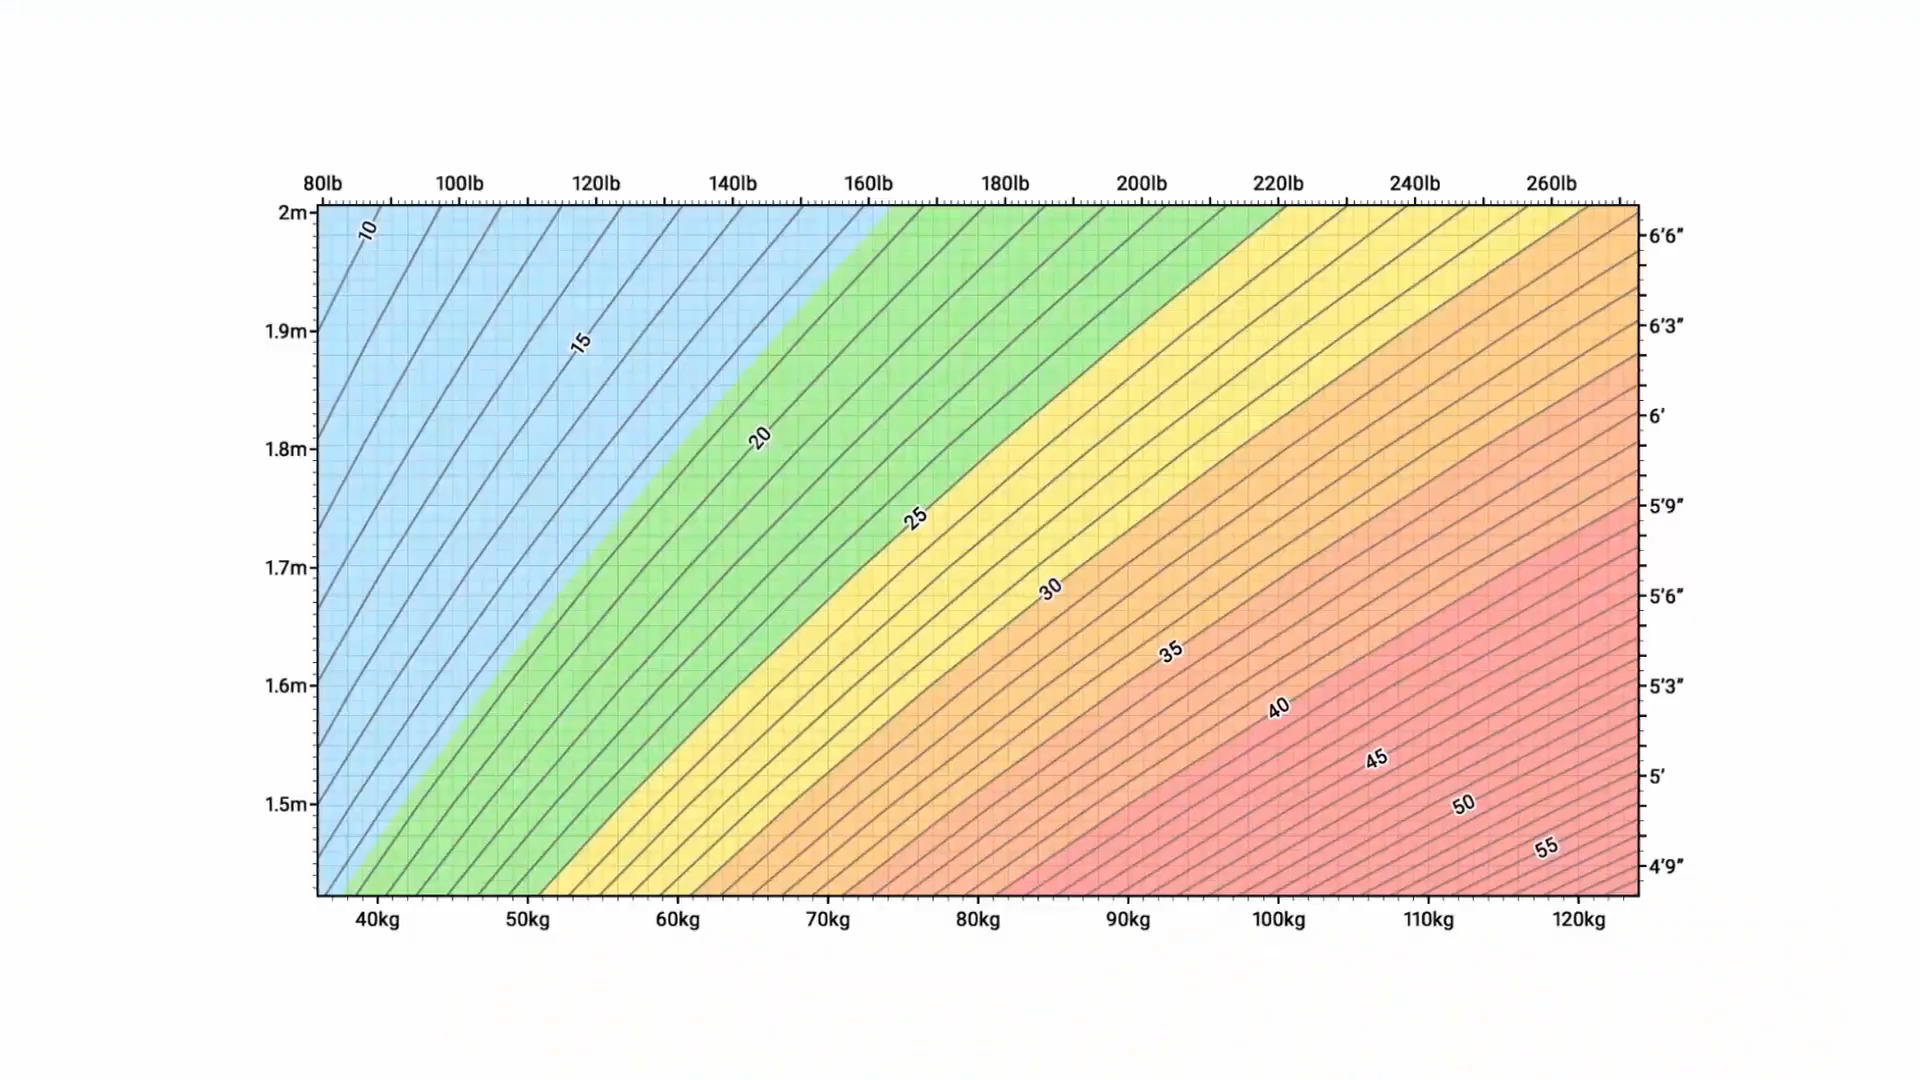 80lb 100lb 120lb 140lb 160lb 180lb 200lb 220lb 240lb 260lb
2m
10
6'6”
1.9m
15
6'3”
6'
20
1.8m
5'9”
25
1.7m
30
5'6”
35
1.6m
5'3”
40
45
5'
1.5m
50
55
4'9”
40kg 50kg 60kg 70kg 80kg 90kg 100kg 110kg 120kg